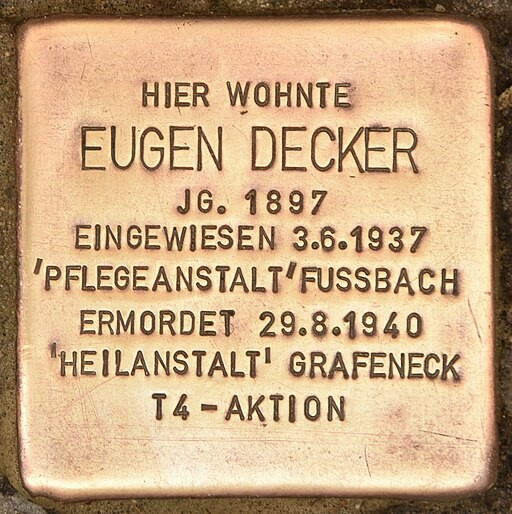 HIER WOHNTE
EUGEN DECKER
JG. 1897
EINGEWIESEN 3.6.1937
'PFLEGEANSTALT' FUSSBACH
ERMORDET 29.8.1940
'HEILANSTALT' GRAFENECK
T4-AKTION